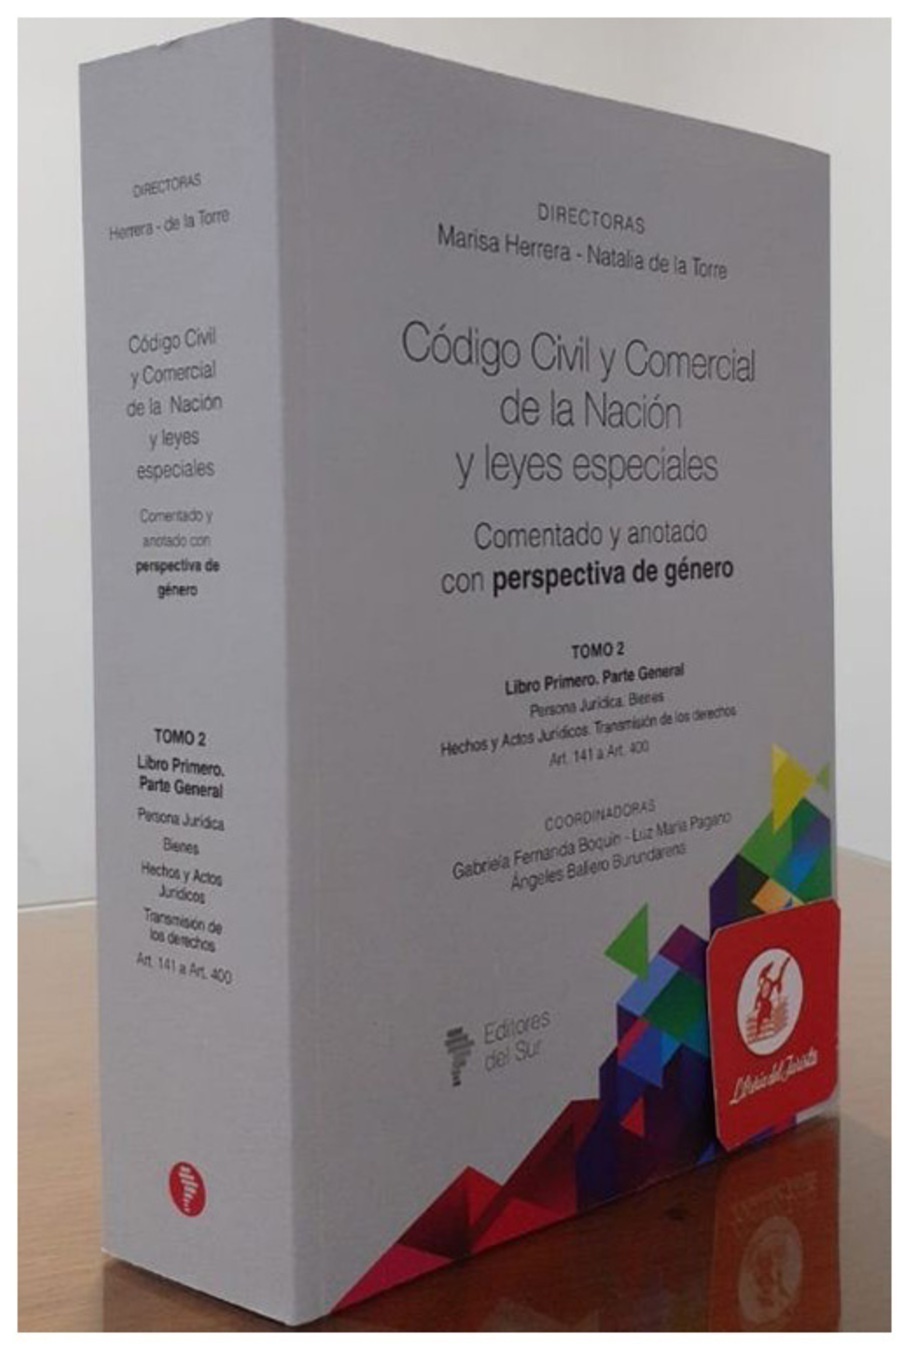 DIRECTORAS
Herrera - de la Torre
Código Civil
y Comercial
de la Nación
y leyes
especiales
Comentado y
anotado con
perspectiva de
género
TOMO 2
Libro Primero.
Parte General
Persona Jurídica
Bienes
Hechos y Actos
Jurídicos
Transmisión de
los derechos
Art. 141 a Art. 400
DIRECTORAS
Marisa Herrera - Natalia de la Torre
Código Civil y Comercial
de la Nación
y leyes especiales
Comentado y anotado
con perspectiva de género
TOMO 2
Libro Primero. Parte General
Persona Jurídica. Bienes
Hechos y Actos Jurídicos. Transmisión de los derechos
Art. 141 a Art. 400
COORDINADORAS
Gabriela Fernanda Boquin - Luz María Pagano
Ángeles Baliero Burundarena
Editores
del Sur
Librería del Jurista